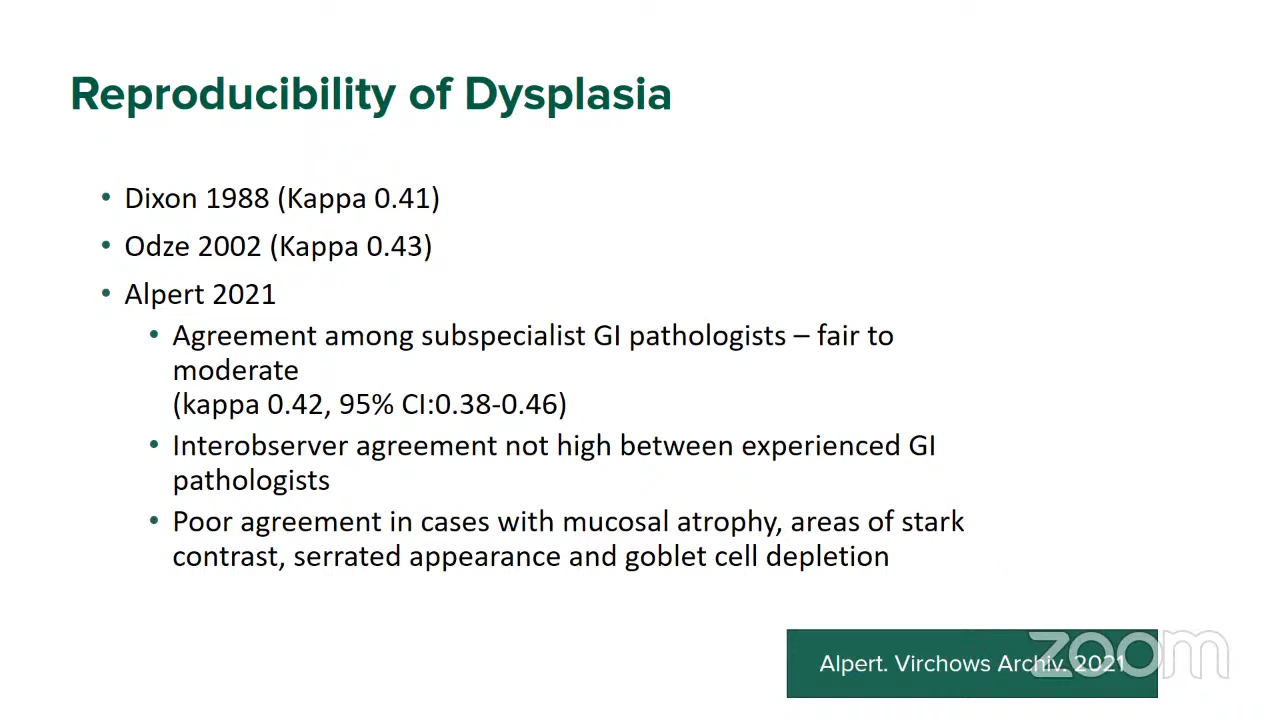 Reproducibility of Dysplasia
• Dixon 1988 (Kappa 0.41)
• Odze 2002 (Kappa 0.43)
• Alpert 2021
• Agreement among subspecialist GI pathologists – fair to
moderate
(kappa 0.42, 95% CI:0.38-0.46)
• Interobserver agreement not high between experienced GI
pathologists
• Poor agreement in cases with mucosal atrophy, areas of stark
contrast, serrated appearance and goblet cell depletion
Alpert. Virchows Archiv. 2021
zoom